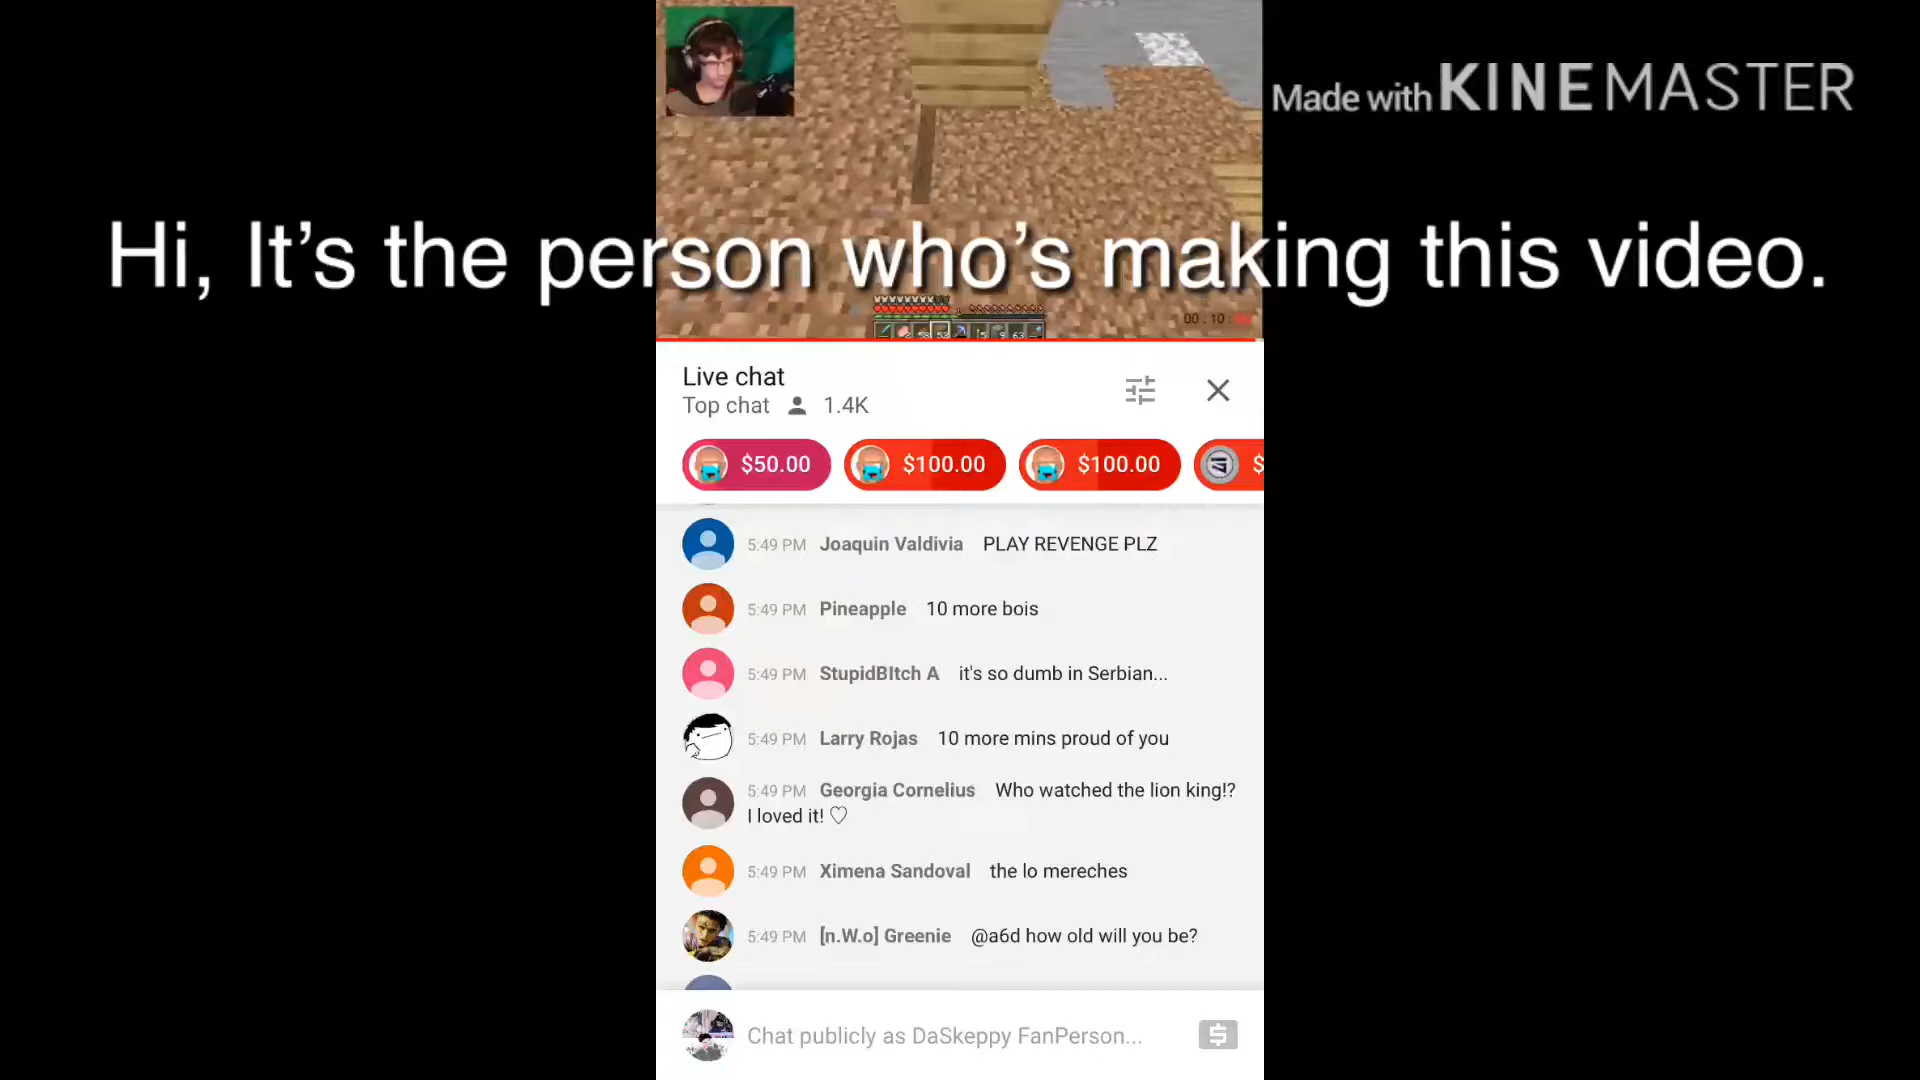 Made with KINEMASTER
Hi, It's the person who's making this video.
00 : 10 :
Live chat
Top chat 1.4K
$50.00 $100.00 $100.00 $
5:49 PM Joaquin Valdivia PLAY REVENGE PLZ
5:49 PM Pineapple 10 more bois
5:49 PM StupidBItch A it's so dumb in Serbian...
5:49 PM Larry Rojas 10 more mins proud of you
5:49 PM Georgia Cornelius Who watched the lion king!?
I loved it! ♡
5:49 PM Ximena Sandoval the lo mereches
5:49 PM [n.W.o] Greenie @a6d how old will you be?
Chat publicly as DaSkeppy FanPerson...